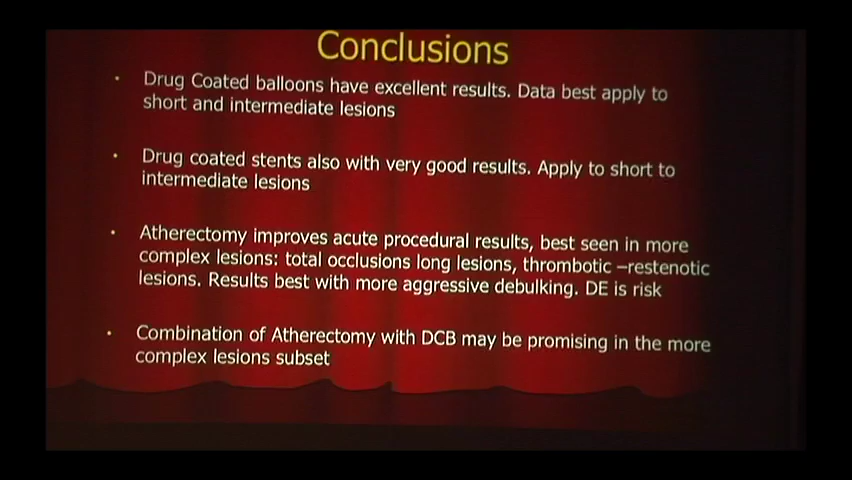 Conclusions
• Drug Coated balloons have excellent results. Data best apply to
short and intermediate lesions
• Drug coated stents also with very good results. Apply to short to
intermediate lesions
• Atherectomy improves acute procedural results, best seen in more
complex lesions: total occlusions long lesions, thrombotic –restenotic
lesions. Results best with more aggressive debulking. DE is risk
• Combination of Atherectomy with DCB may be promising in the more
complex lesions subset